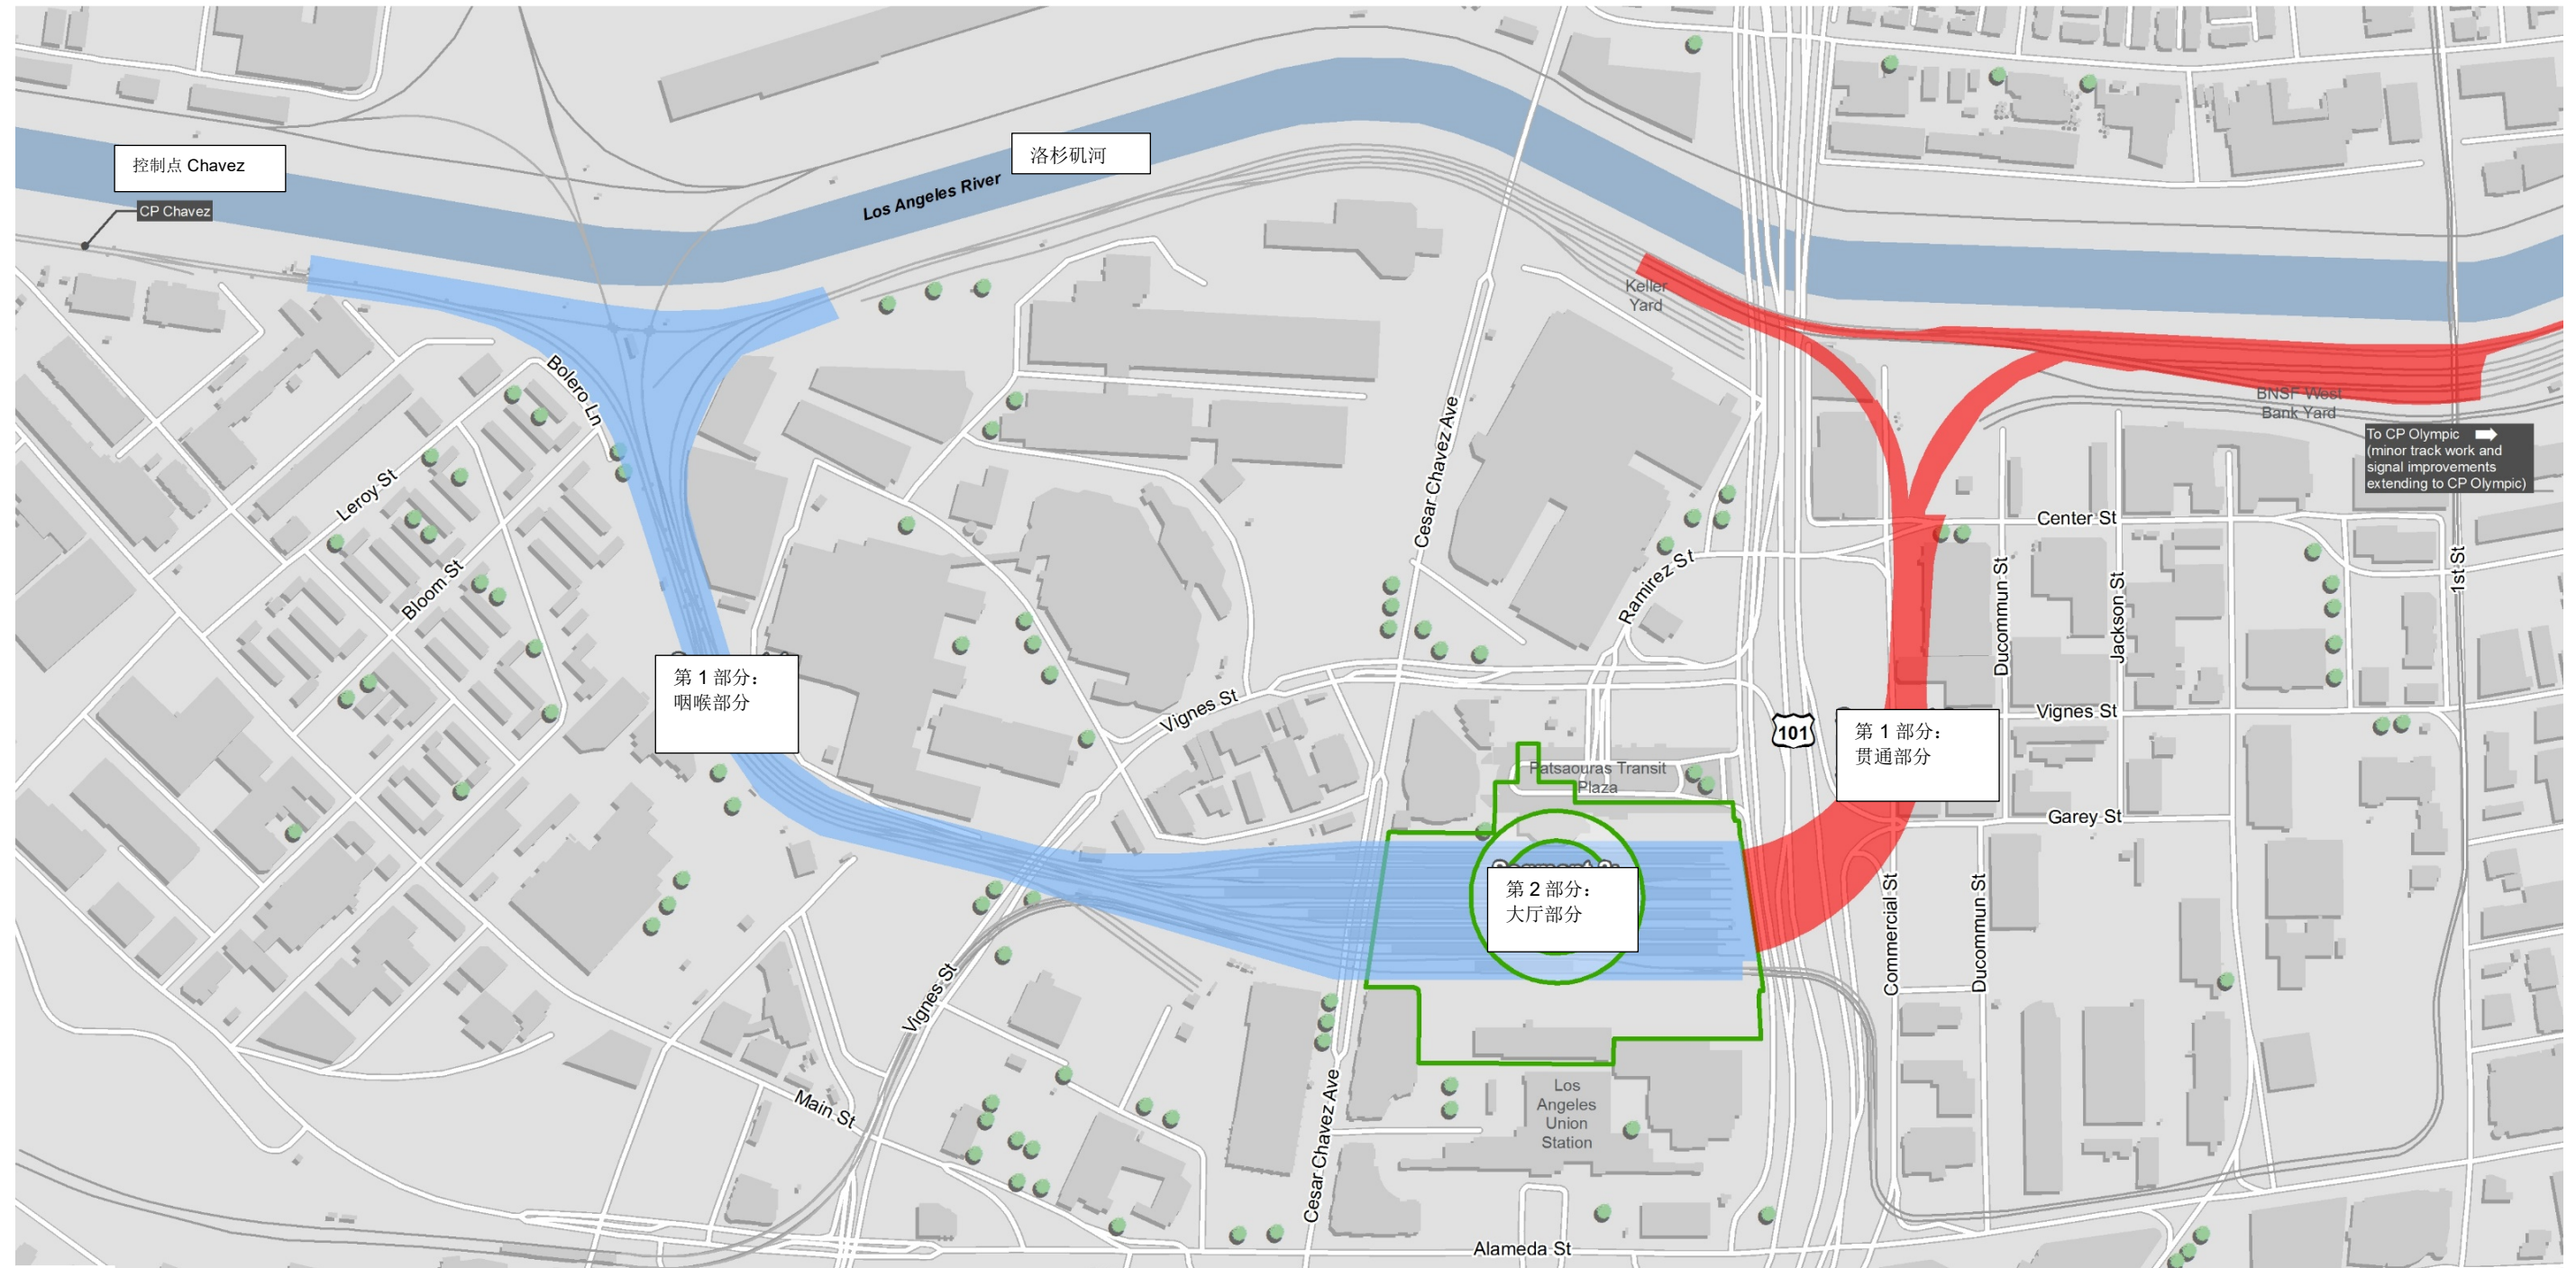 控制点 Chavez
CP Chavez
洛杉矶河
Los Angeles River
Keller
Yard
BNSF West
Bank Yard
To CP Olympic
(minor track work and
signal improvements
extending to CP Olympic)
Bolero Ln
Leroy St
Bloom St
Cesar Chavez Ave
Ramirez St
Center St
Ducommun St
Jackson St
1st St
第 1 部分：
咽喉部分
Vignes St
101
第 1 部分：
贯通部分
Vignes St
Patsaouras Transit
Plaza
Garey St
第 2 部分：
大厅部分
Commercial St
Ducommun St
Vignes St
Main St
Cesar Chavez Ave
Los
Angeles
Union
Station
Alameda St